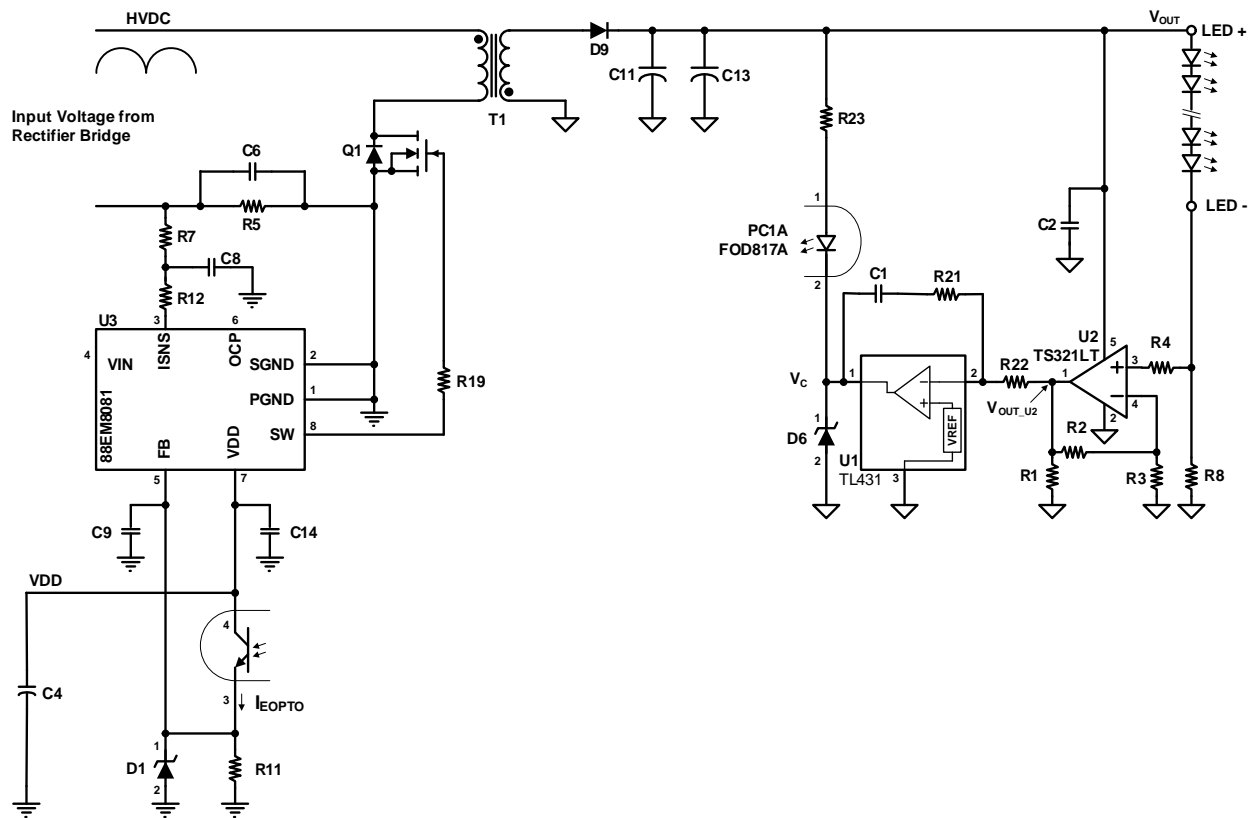 HVDC
Input Voltage from
Rectifier Bridge
T1
D9
C11
C13
VOUT
LED +
LED -
R23
Q1
C6
R5
R7
C8
R12
U3
3
6
4
VIN
ISNS
OCP
SGND
2
PGND
1
SW
8
88EM8081
FB
VDD
5
7
R19
C9
C14
VDD
4
3
IEOPTO
C4
1
D1
2
R11
1
PC1A
FOD817A
2
C1
R21
VC
1
2
VREF
U1
TL431
3
1
D6
2
R22
VOUT_U2
C2
U2
TS321LT
5
1
3
4
2
R4
R2
R1
R3
R8